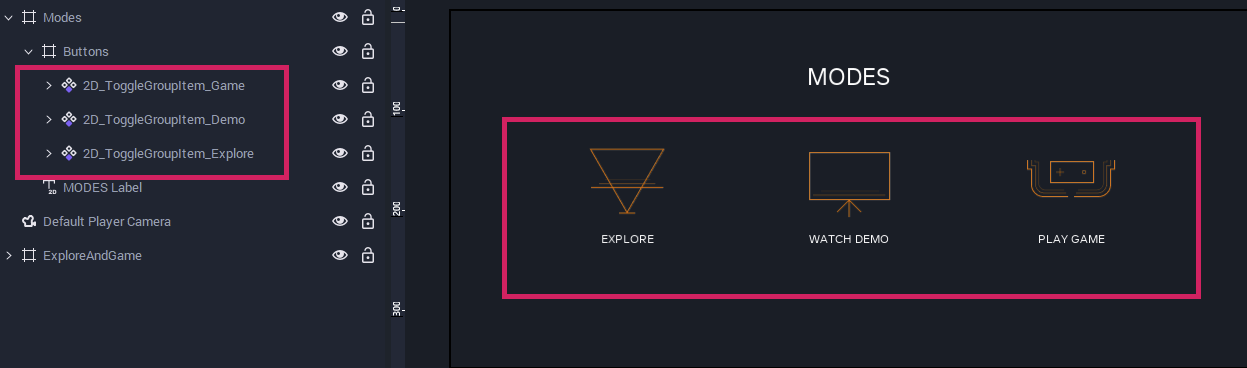 Modes
Buttons
2D_ToggleGroupItem_Game
2D_ToggleGroupItem_Demo
2D_ToggleGroupItem_Explore
2D
MODES Label
Default Player Camera
ExploreAndGame
0
100
200
300
MODES
EXPLORE
WATCH DEMO
PLAY GAME